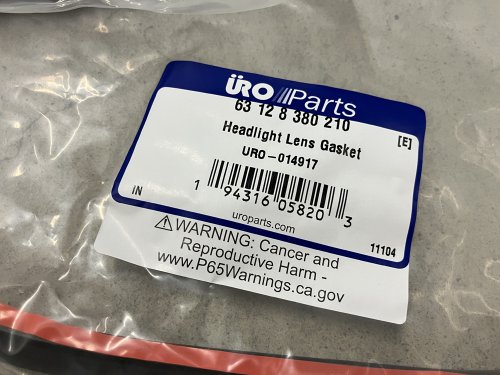 ÜRO Parts
63 12 8 380 210
[E]
Headlight Lens Gasket
URO-014917
1 94316 05820 3
IN
uroparts.com
11104
⚠WARNING: Cancer and
Reproductive Harm -
www.P65Warnings.ca.gov